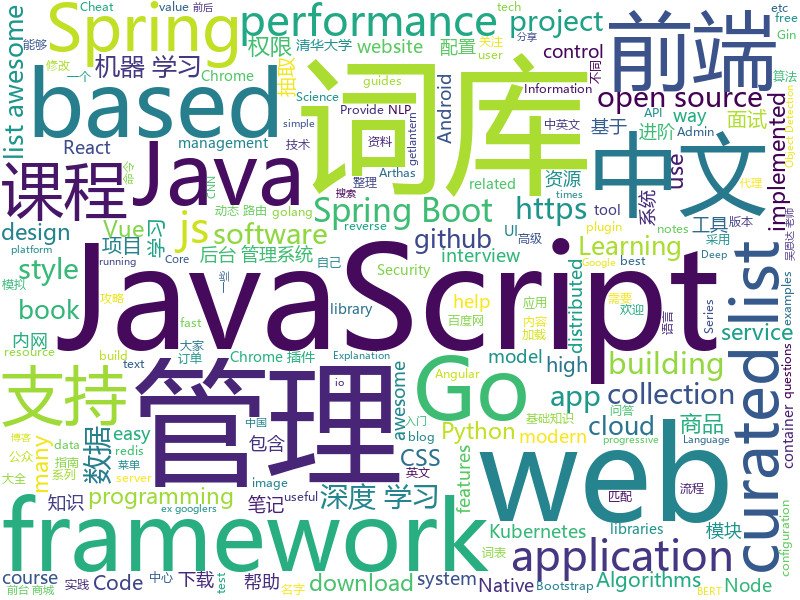 list awesome
Spring
performance
project
tech
Cheat
value
前后
能够
修改
一个
Chrome
权限
清华大学
website
配置
关注
user
分享
机器 学习
抽取
based
词库
前端
Android
guides
Science
Provide NLP
control
不同
Information
API
算法
open source
基于
way
中英文
Admin
进阶
面试
Object Detection
React
management
simple
技术
getlantern
资料
Arthas
课程
Java
中文
implemented
整理
搜索
related
times
资源
use
代理
Spring Boot
https
tool
系统
版本
design
Vue
js
项目
后台 管理系统
动态 路由
golang
reverse
自己
UI
高级
Learning
plugin
工具
采用
Core
running
platform
software
github
interview
notes
style
Security
JavaScript
distributed
best
Deep
吴恩达 老师
book
模拟
library
help
应用
service
Google
需要
欢迎
examples
内网
Chrome 插件
百度网
内容
加载
Series
语言
curated list
resource
fast
攻略
大家
订单
model
high
build
text
Explanation
io
支持
管理
Go
building
app
collection
etc
free
Gin
数据
many
easy
redis
菜单
博客
公众
awesome
Angular
Python
modern
入门
中国
blog
cloud
商品
基础知识
问答
container
questions
包含
CSS
指南
系列
大全
data
server
features
web
知识
笔记
image
useful
英文
programming
深度 学习
Kubernetes
libraries
词表
匹配
流程
Language
progressive
模块
configuration
framework
application
course
实践
Code
中心
下载
帮助
test
名字
download
system
Native
Bootstrap
BERT
Algorithms
Node
前台 商城
ex googlers
CNN